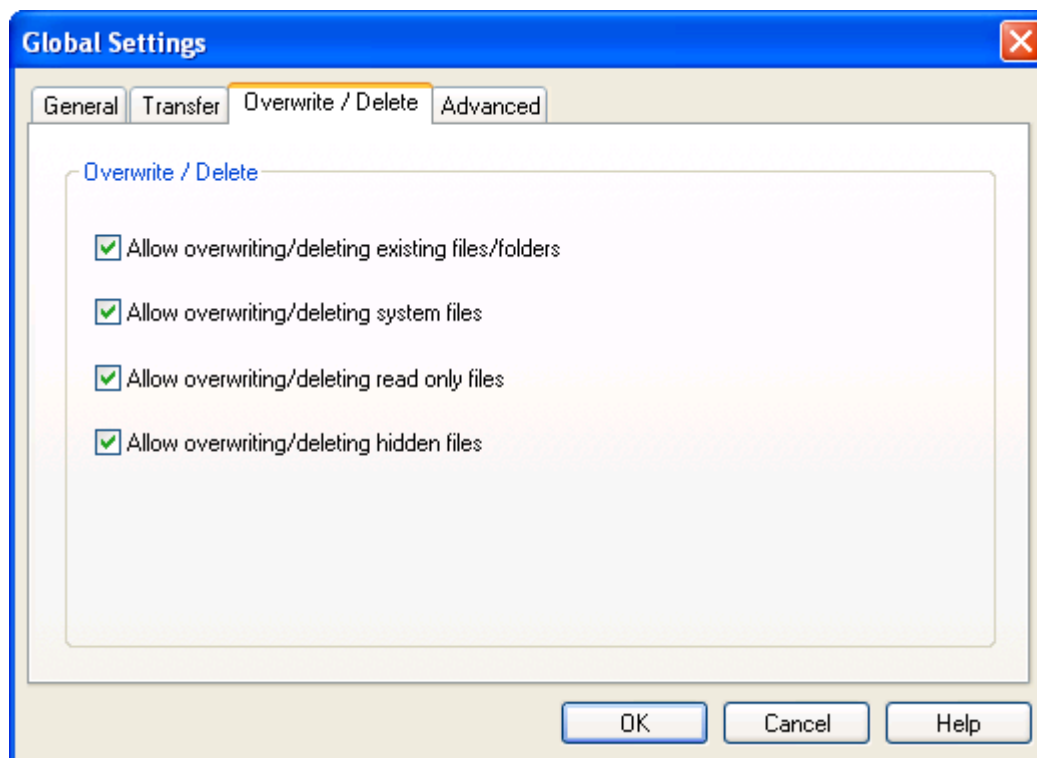 Global Settings
General Transfer Overwrite / Delete Advanced
Overwrite / Delete
Allow overwriting/deleting existing files/folders
Allow overwriting/deleting system files
Allow overwriting/deleting read only files
Allow overwriting/deleting hidden files
OK Cancel Help